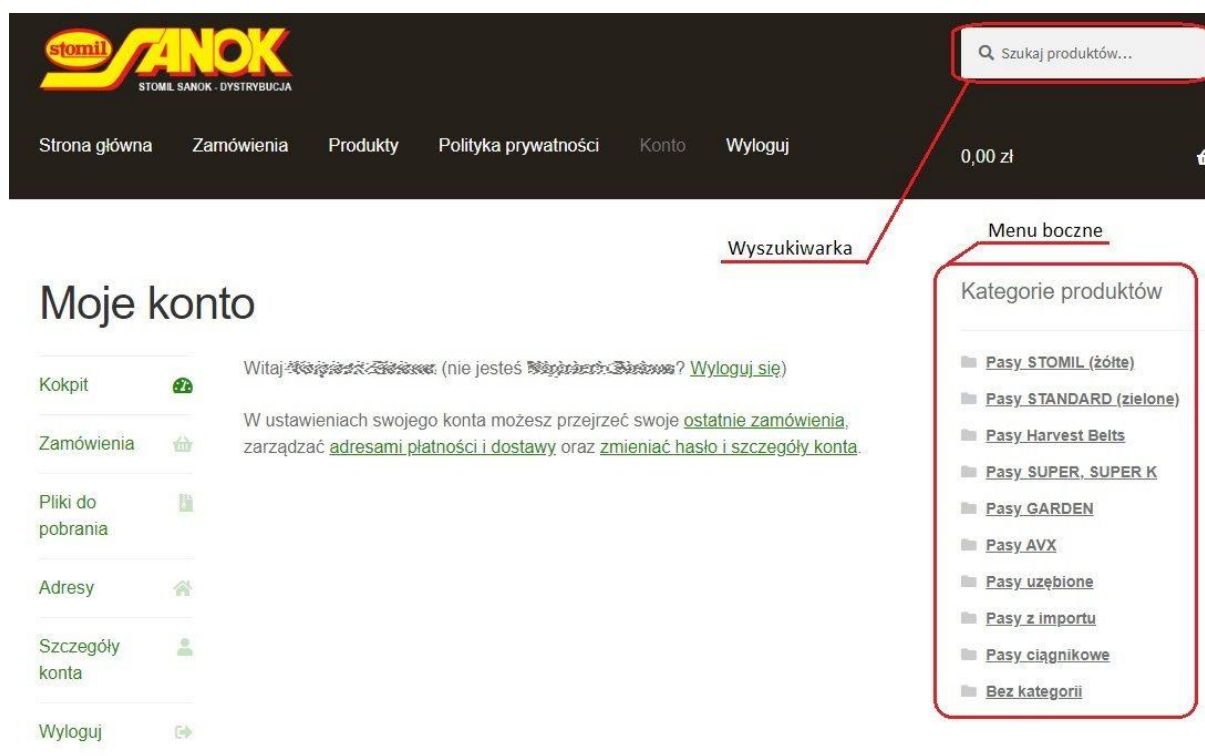 stomil SANOK
STOMIL SANOK - DYSTRYBUCJA
Szukaj produktów...
Strona główna Zamówienia Produkty Polityka prywatności Konto Wyloguj
0,00 zł
Wyszukiwarka
Menu boczne
Moje konto
Kokpit
Zamówienia
Pliki do
pobrania
Adresy
Szczegóły
konta
Wyloguj
Witaj (nie jesteś ? Wyloguj się)
W ustawieniach swojego konta możesz przejrzeć swoje ostatnie zamówienia,
zarządzać adresami płatności i dostawy oraz zmieniać hasło i szczegóły konta.
Kategorie produktów
Pasy STOMIL (żółte)
Pasy STANDARD (zielone)
Pasy Harvest Belts
Pasy SUPER, SUPER K
Pasy GARDEN
Pasy AVX
Pasy uzębione
Pasy z importu
Pasy ciągnikowe
Bez kategorii